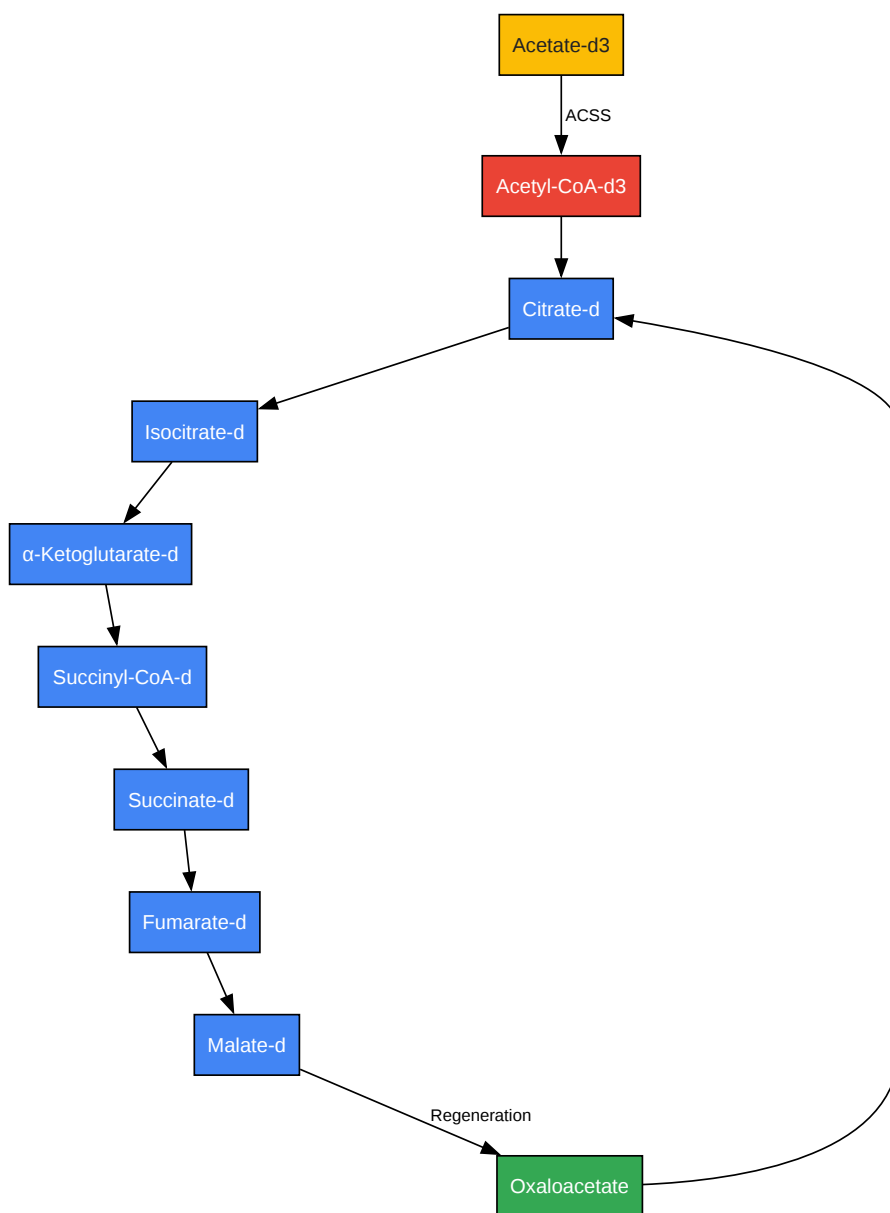 Acetate-d3
ACSS
Acetyl-CoA-d3
Citrate-d
Isocitrate-d
α-Ketoglutarate-d
Succinyl-CoA-d
Succinate-d
Fumarate-d
Malate-d
Regeneration
Oxaloacetate